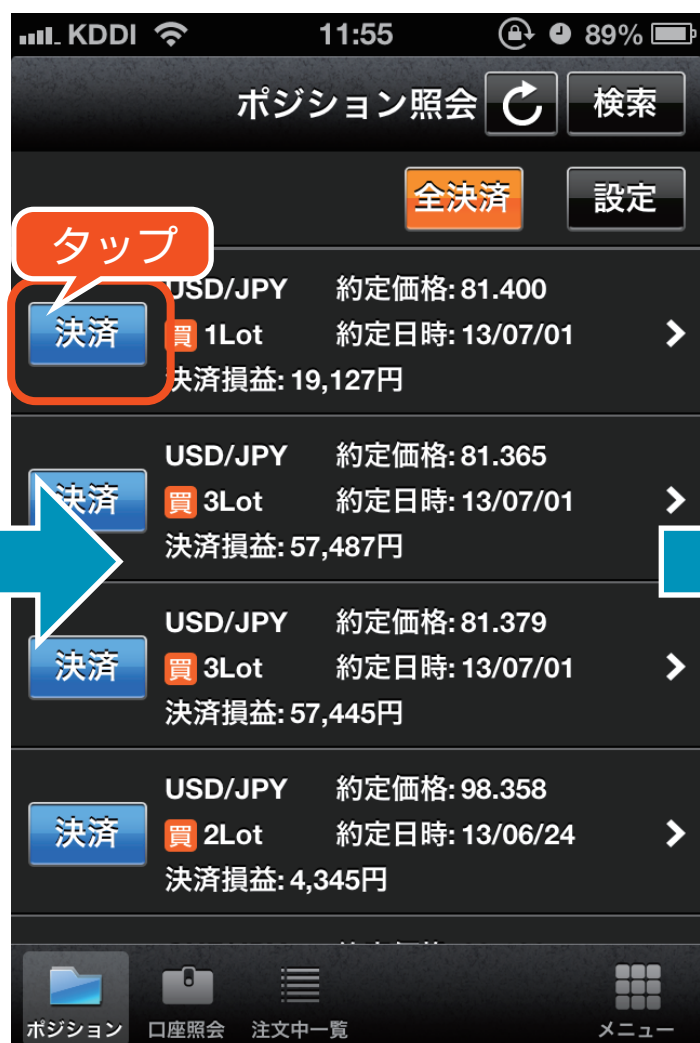 KDDI 11:55 89%
ポジション照会 検索
全決済 設定
タップ
USD/JPY 約定価格: 81.400
決済 買 1Lot 約定日時: 13/07/01
決済損益: 19,127円
USD/JPY 約定価格: 81.365
決済 買 3Lot 約定日時: 13/07/01
決済損益: 57,487円
USD/JPY 約定価格: 81.379
決済 買 3Lot 約定日時: 13/07/01
決済損益: 57,445円
USD/JPY 約定価格: 98.358
決済 買 2Lot 約定日時: 13/06/24
決済損益: 4,345円
ポジション 口座照会 注文中一覧 メニュー